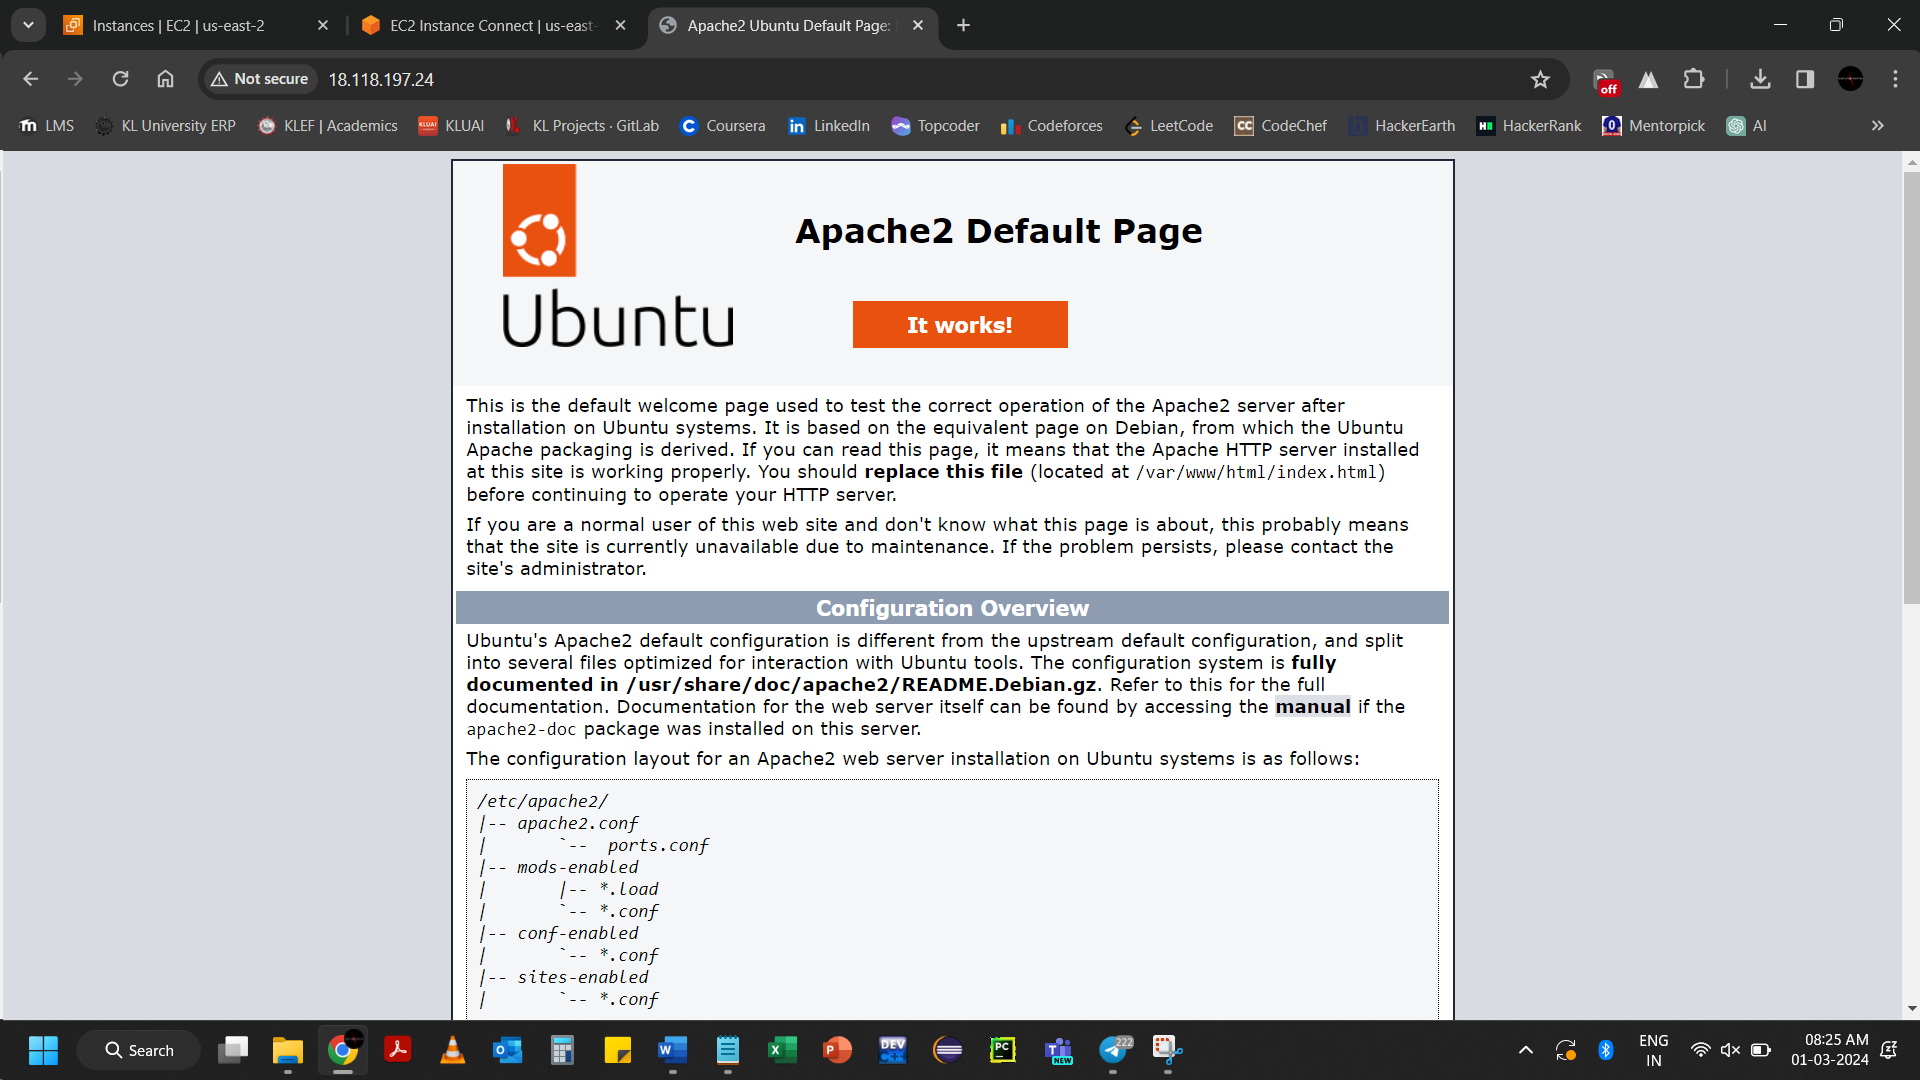 Instances | EC2 | us-east-2
EC2 Instance Connect | us-east-
Apache2 Ubuntu Default Page:
Not secure
18.118.197.24
off
LMS
KL University ERP
KLEF | Academics
KLUAI
KLUAI
KL Projects · GitLab
Coursera
LinkedIn
Topcoder
Codeforces
LeetCode
CodeChef
HackerEarth
HackerRank
Mentorpick
AI
Ubuntu
Apache2 Default Page
It works!
This is the default welcome page used to test the correct operation of the Apache2 server after
installation on Ubuntu systems. It is based on the equivalent page on Debian, from which the Ubuntu
Apache packaging is derived. If you can read this page, it means that the Apache HTTP server installed
at this site is working properly. You should replace this file (located at /var/www/html/index.html)
before continuing to operate your HTTP server.
If you are a normal user of this web site and don't know what this page is about, this probably means
that the site is currently unavailable due to maintenance. If the problem persists, please contact the
site's administrator.
Configuration Overview
Ubuntu's Apache2 default configuration is different from the upstream default configuration, and split
into several files optimized for interaction with Ubuntu tools. The configuration system is fully
documented in /usr/share/doc/apache2/README.Debian.gz. Refer to this for the full
documentation. Documentation for the web server itself can be found by accessing the manual if the
apache2-doc package was installed on this server.
The configuration layout for an Apache2 web server installation on Ubuntu systems is as follows:
/etc/apache2/
|-- apache2.conf
|       `--  ports.conf
|-- mods-enabled
|       |-- *.load
|       `-- *.conf
|-- conf-enabled
|       `-- *.conf
|-- sites-enabled
|       `-- *.conf
Search
DEV
PC
NEW
222
ENG
IN
08:25 AM
01-03-2024